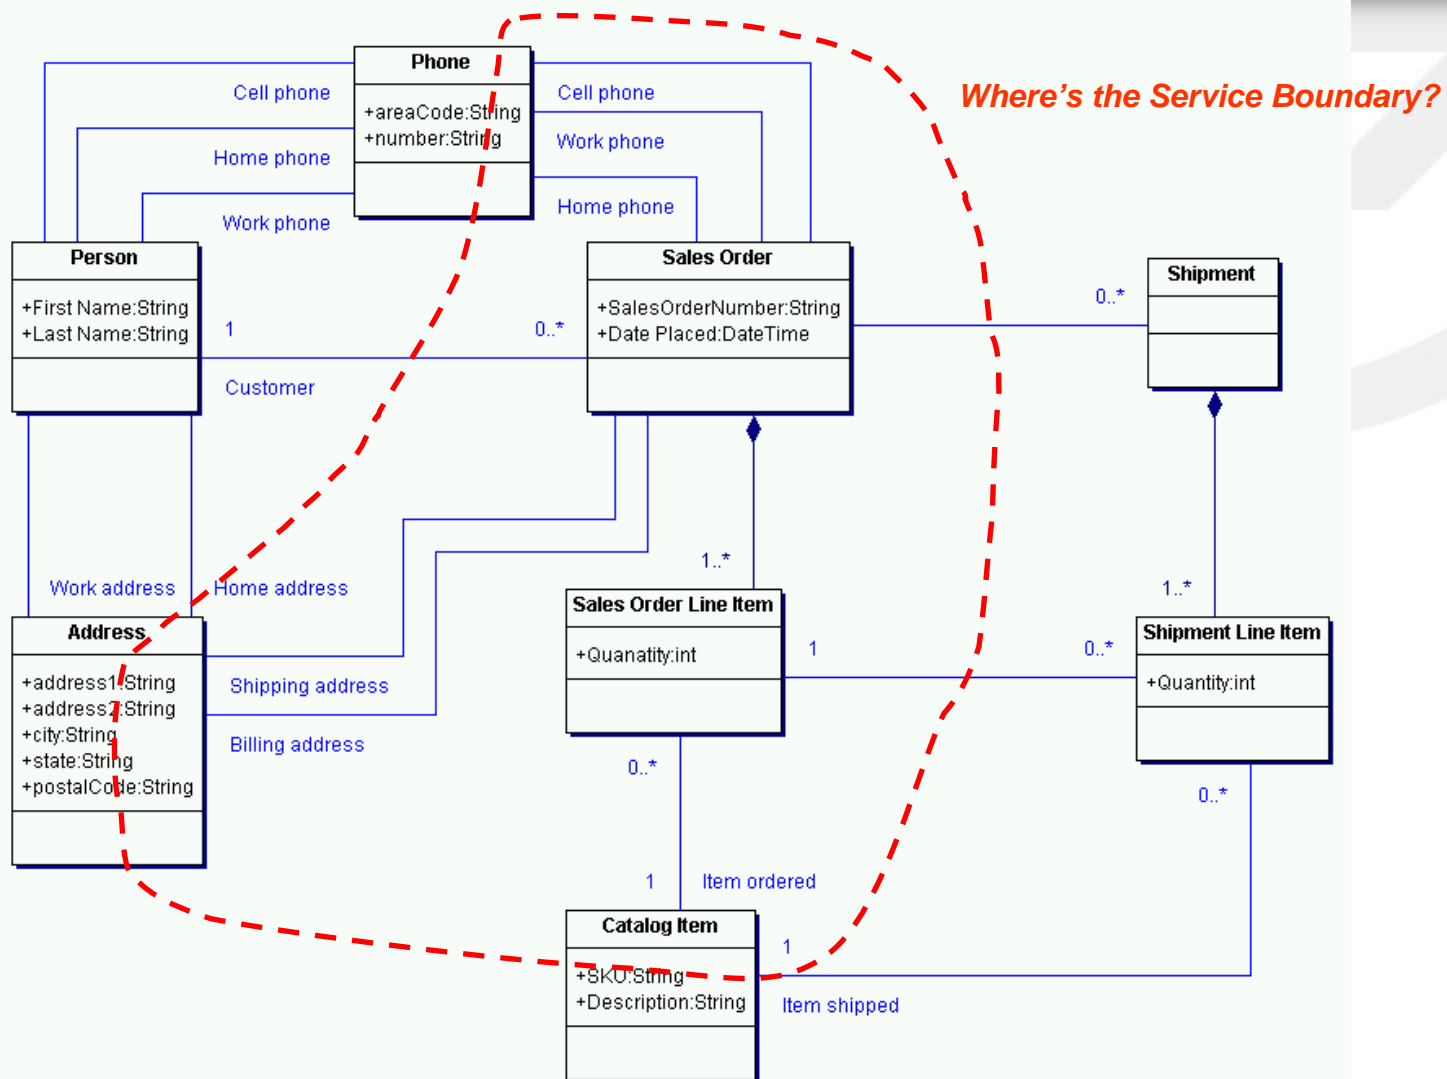 Phone
+areaCode:String
+number:String
Cell phone
Home phone
Work phone
Cell phone
Work phone
Home phone
Where's the Service Boundary?
Person
+First Name:String
+Last Name:String
1
0..*
Customer
Sales Order
+SalesOrderNumber:String
+Date Placed:DateTime
0..*
Shipment
Work address
Home address
1..*
1..*
Address
+address1:String
+address2:String
+city:String
+state:String
+postalCode:String
Shipping address
Billing address
Sales Order Line Item
+Quanatity:int
1
0..*
Shipment Line Item
+Quantity:int
0..*
0..*
1
Item ordered
Catalog Item
+SKU:String
+Description:String
1
Item shipped